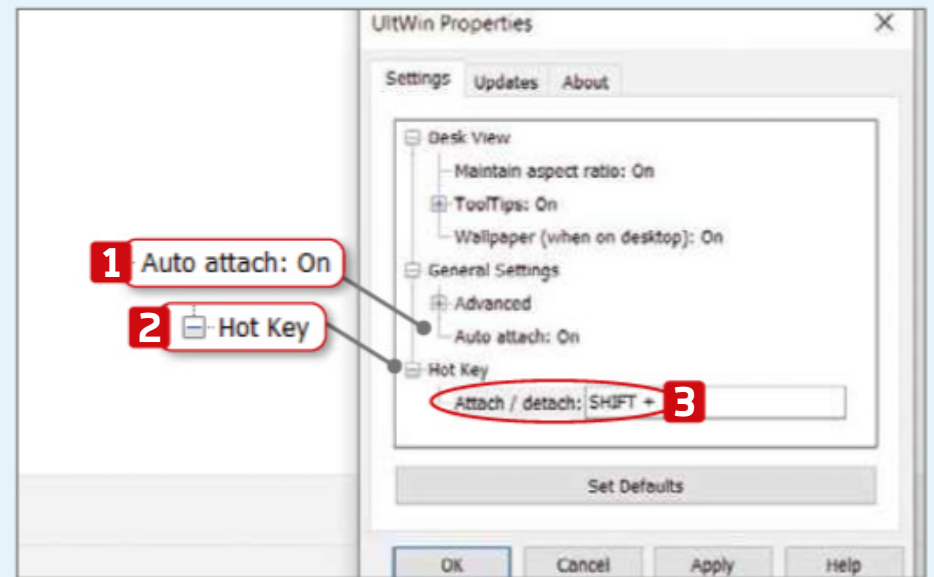 UltWin Properties
Settings Updates About
Desk View
Maintain aspect ratio: On
ToolTips: On
Wallpaper (when on desktop): On
1 Auto attach: On
General Settings
2 Hot Key
Advanced
Auto attach: On
Hot Key
Attach / detach: SHIFT + 3
Set Defaults
OK Cancel Apply Help